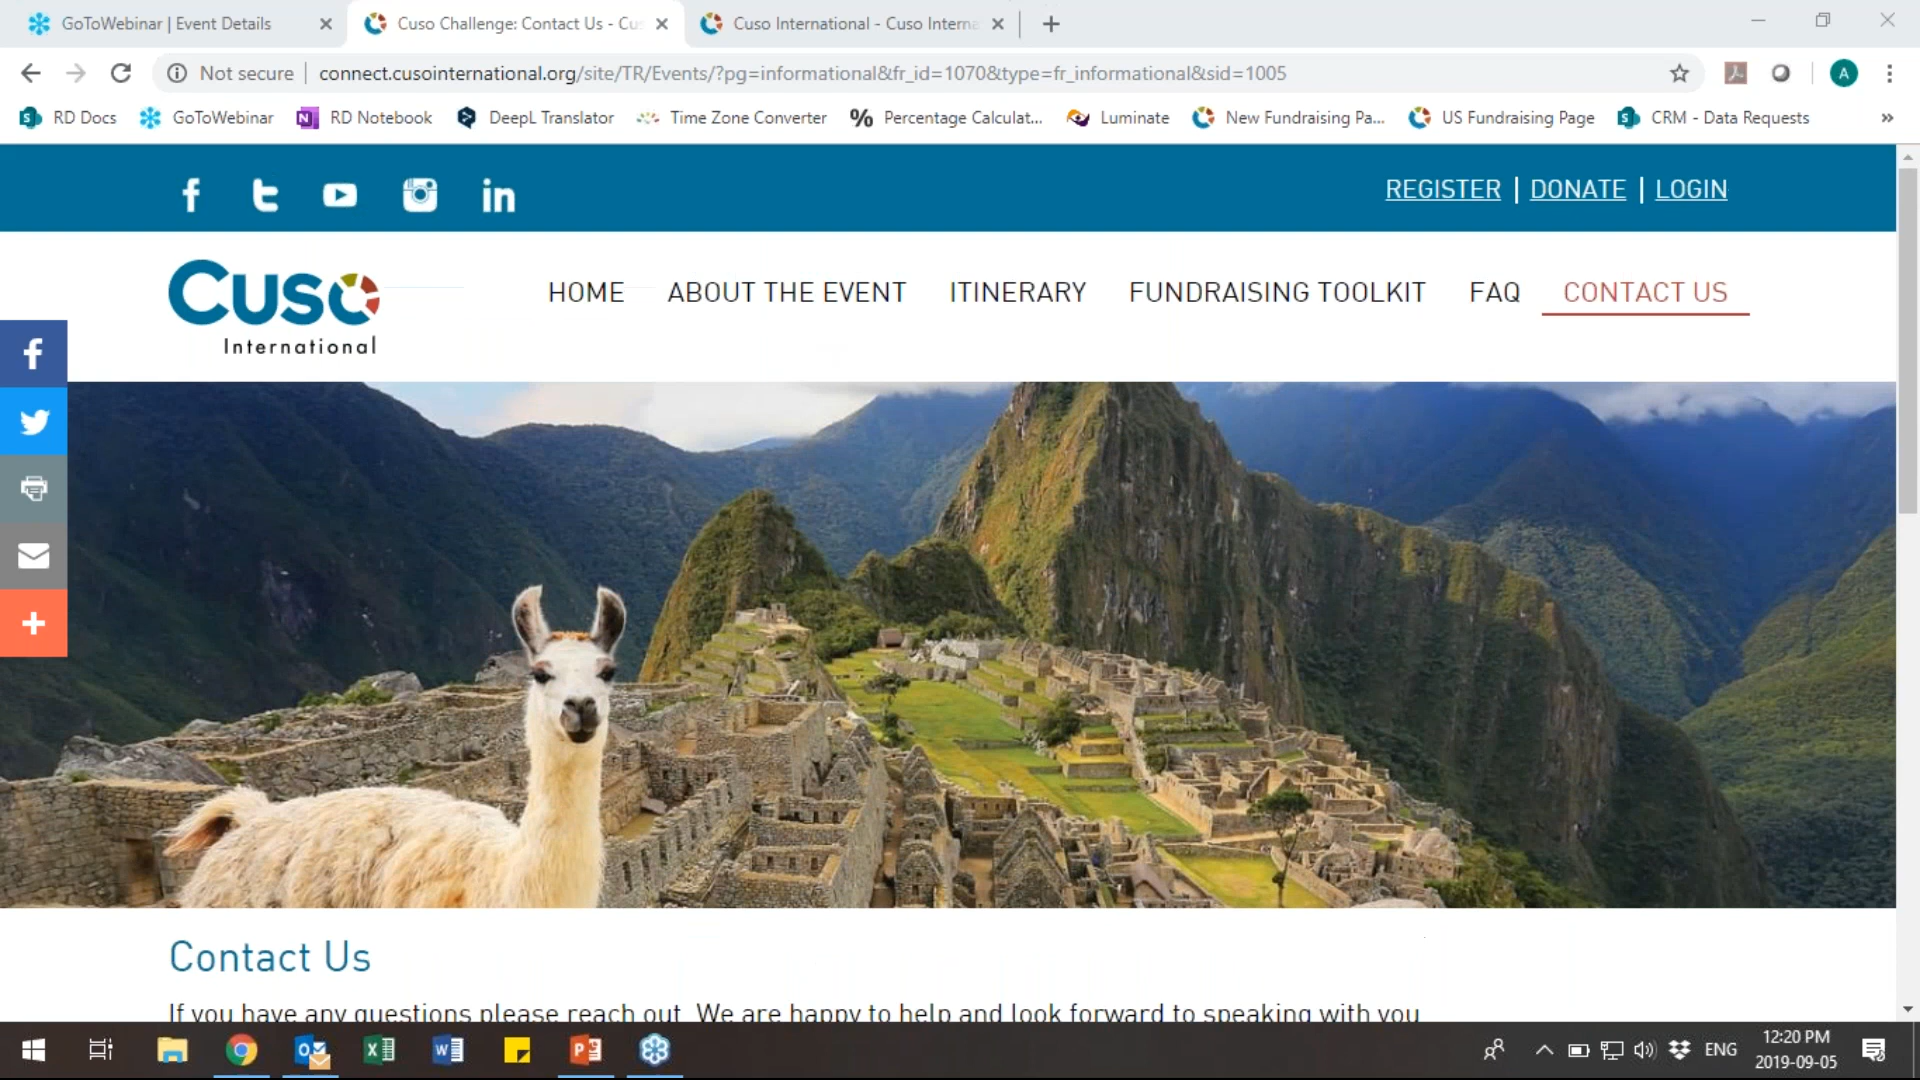 GoToWebinar | Event Details
Cuso Challenge: Contact Us - Cus
Cuso International - Cuso Interna
Not secure
connect.cusointernational.org/site/TR/Events/?pg=informational&fr_id=1070&type=fr_informational&sid=1005
A
RD Docs
GoToWebinar
RD Notebook
DeepL Translator
Time Zone Converter
% Percentage Calculat...
Luminate
New Fundraising Pa...
US Fundraising Page
CRM - Data Requests
»
REGISTER | DONATE | LOGIN
Cuso
International
HOME
ABOUT THE EVENT
ITINERARY
FUNDRAISING TOOLKIT
FAQ
CONTACT US
Contact Us
If you have any questions please reach out. We are happy to help and look forward to speaking with you
ENG
12:20 PM
2019-09-05